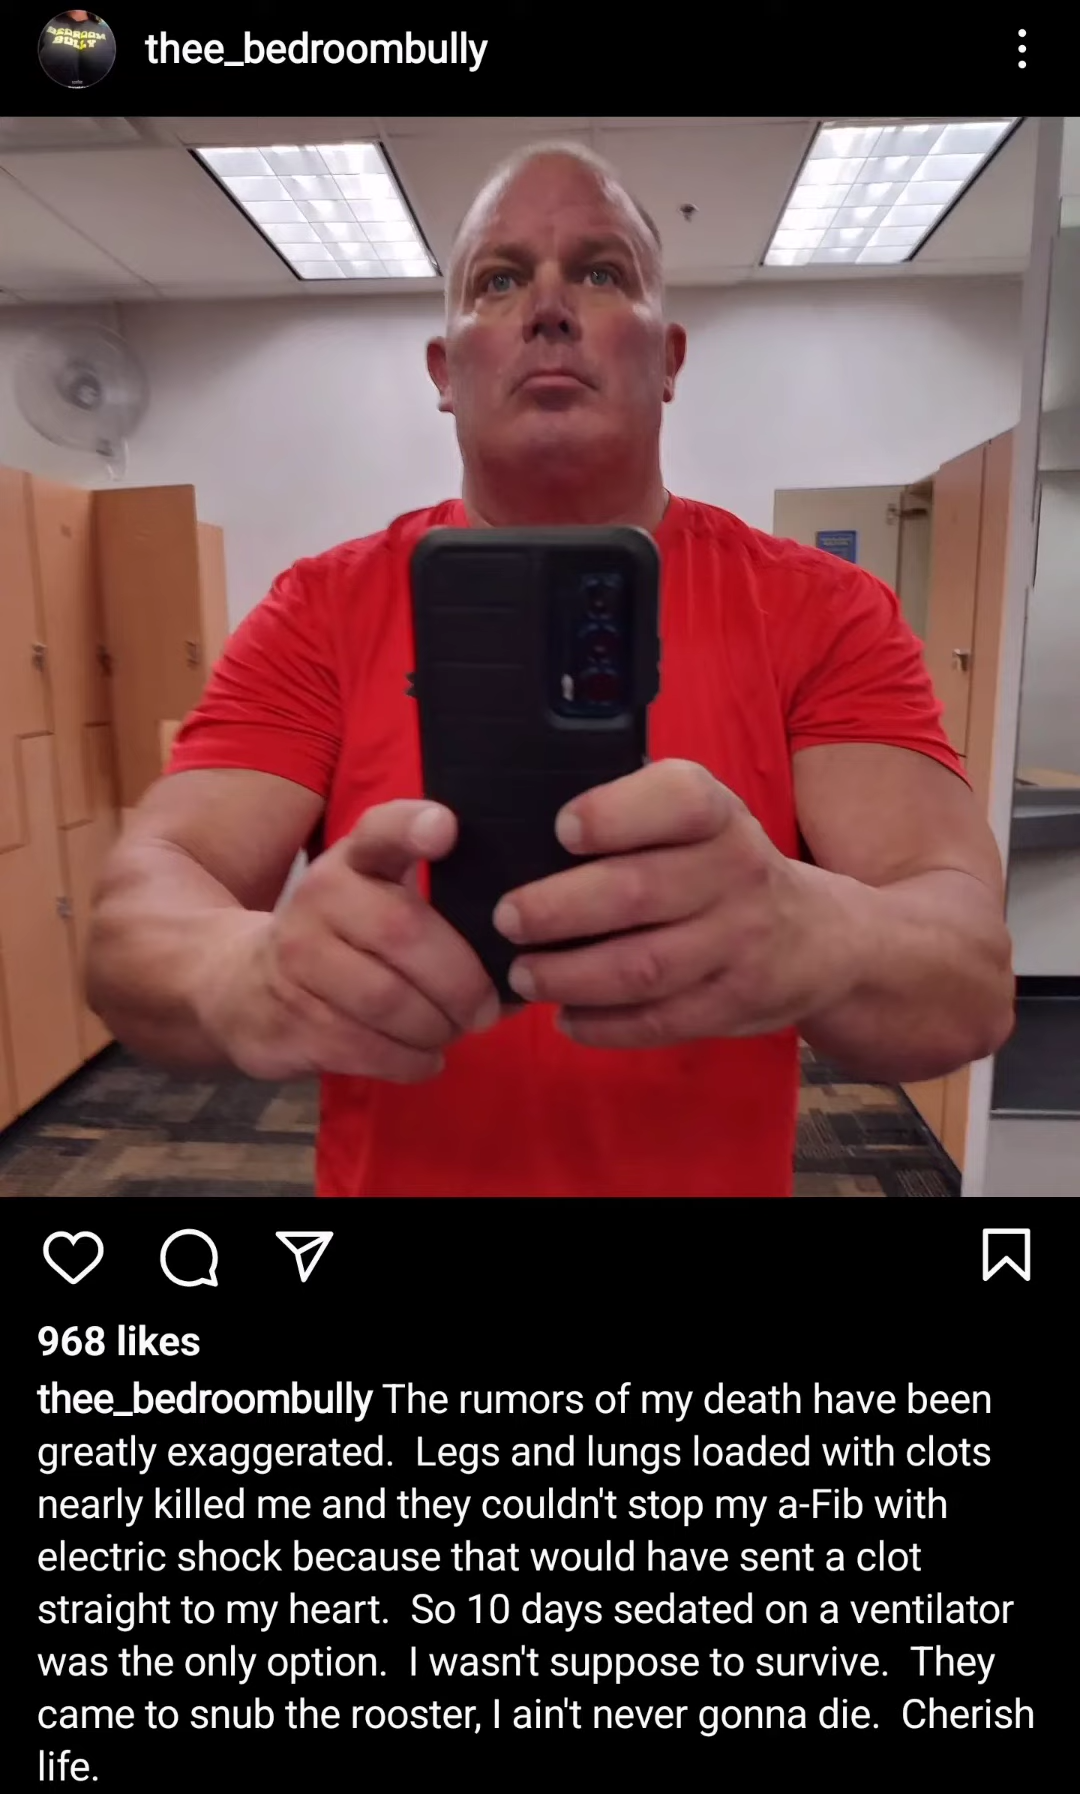 BEDROOM
BULLY
thee_bedroombully
968 likes
thee_bedroombully The rumors of my death have been
greatly exaggerated.  Legs and lungs loaded with clots
nearly killed me and they couldn't stop my a-Fib with
electric shock because that would have sent a clot
straight to my heart.  So 10 days sedated on a ventilator
was the only option.  I wasn't suppose to survive.  They
came to snub the rooster, I ain't never gonna die.  Cherish
life.